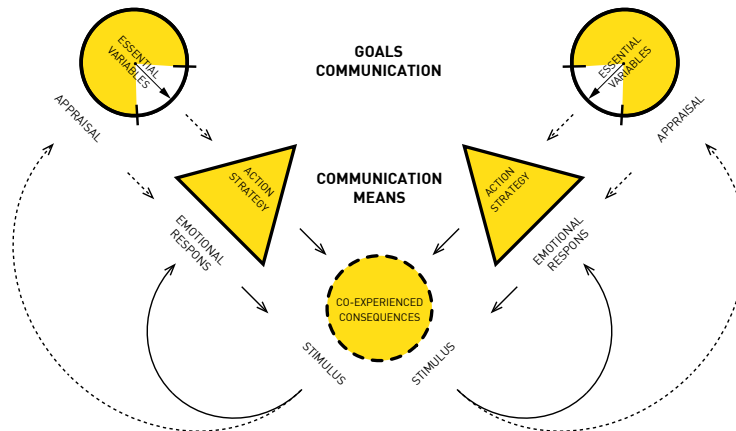 ESSENTIAL
VARIABLES
GOALS
COMMUNICATION
ESSENTIAL
VARIABLES
APPRAISAL
APPRAISAL
ACTION
STRATEGY
COMMUNICATION
MEANS
ACTION
STRATEGY
EMOTIONAL
RESPONS
EMOTIONAL
RESPONS
CO-EXPERIENCED
CONSEQUENCES
STIMULUS
STIMULUS